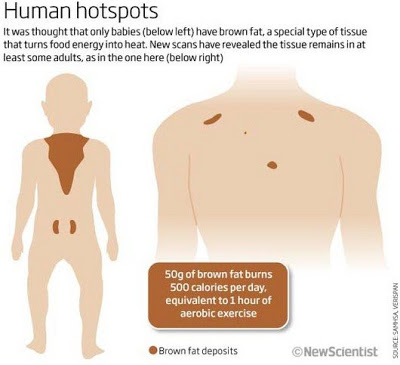 Human hotspots
It was thought that only babies (below left) have brown fat, a special type of tissue
that turns food energy into heat. New scans have revealed the tissue remains in at
least some adults, as in the one here (below right)
50g of brown fat burns
500 calories per day,
equivalent to 1 hour of
aerobic exercise
Brown fat deposits
©NewScientist
SOURCE: SAMHSA, VERISPAN